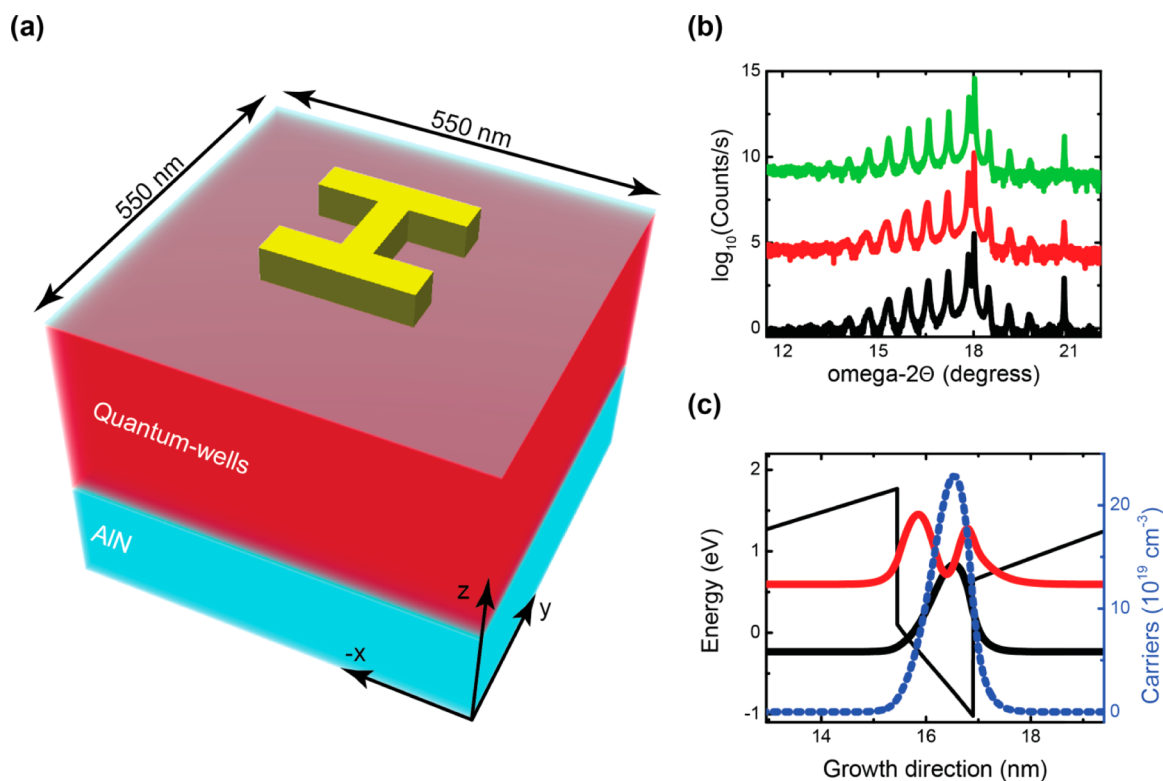 (a)
550 nm
550 nm
Quantum-wells
AlN
z
y
-x
(b)
15
10
5
0
log10(Counts/s)
12 15 18 21
omega-2Θ (degress)
(c)
2
1
0
-1
Energy (eV)
20
10
0
Carriers (10^19 cm^-3)
14 16 18
Growth direction (nm)